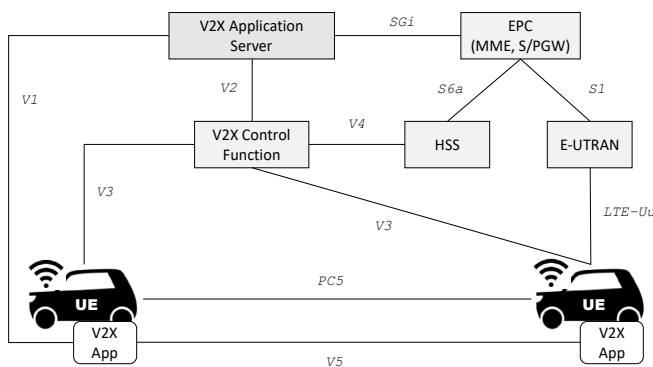 V2X Application
Server
SGi
EPC
(MME, S/PGW)
V1
V2
S6a
S1
V2X Control
Function
V4
HSS
E-UTRAN
V3
V3
LTE-Uu
UE
PC5
UE
V2X
App
V5
V2X
App